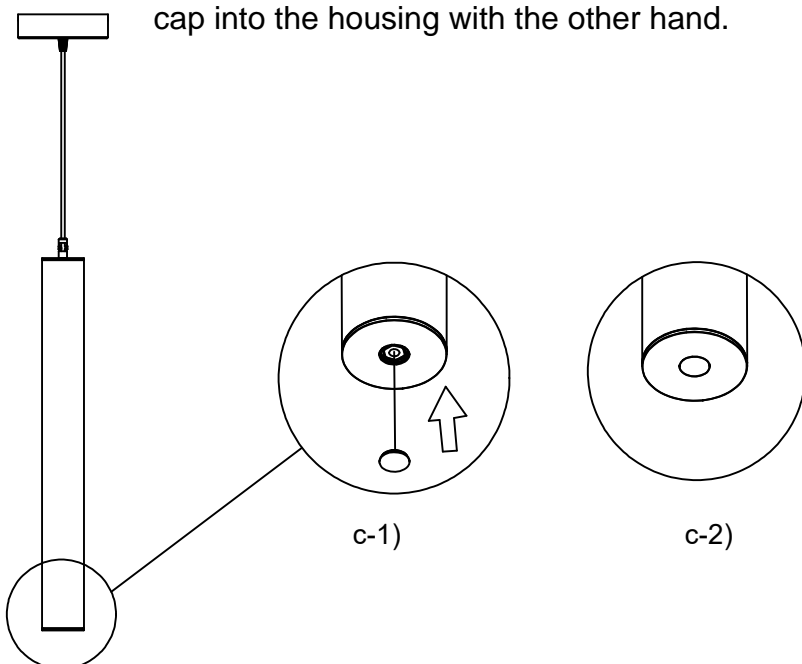 cap into the housing with the other hand.
c-1)
c-2)